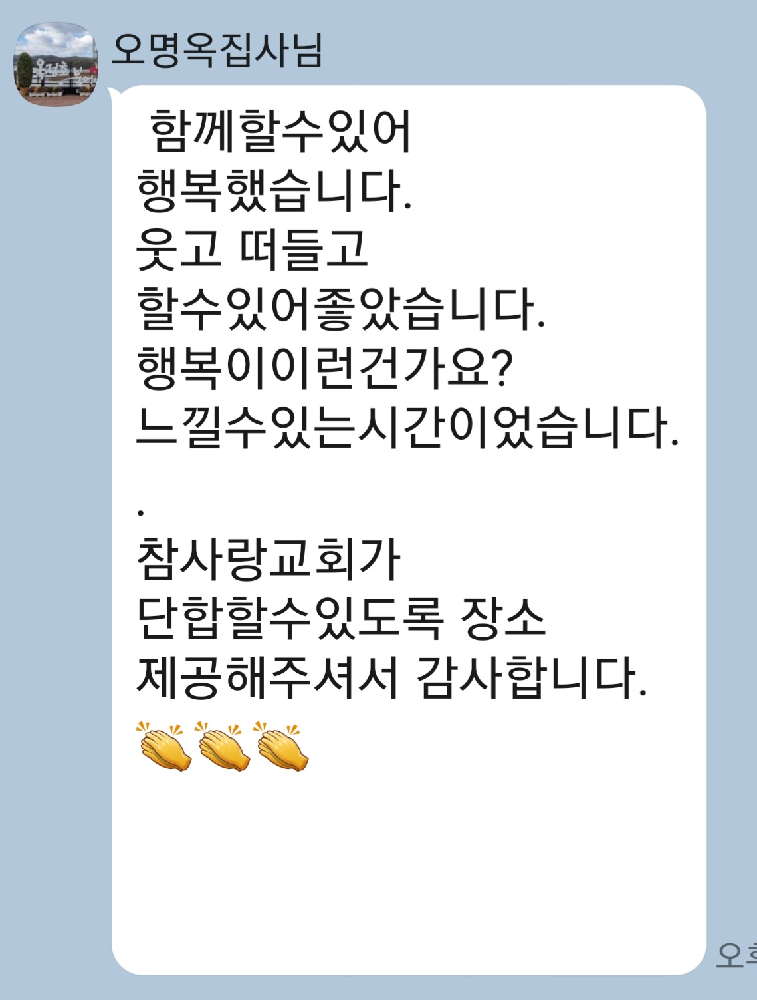 오명옥집사님
함께할수있어
행복했습니다.
웃고 떠들고
할수있어좋았습니다.
행복이이런건가요?
느낄수있는시간이었습니다.
.
참사랑교회가
단합할수있도록 장소
제공해주셔서 감사합니다.
👏👏👏